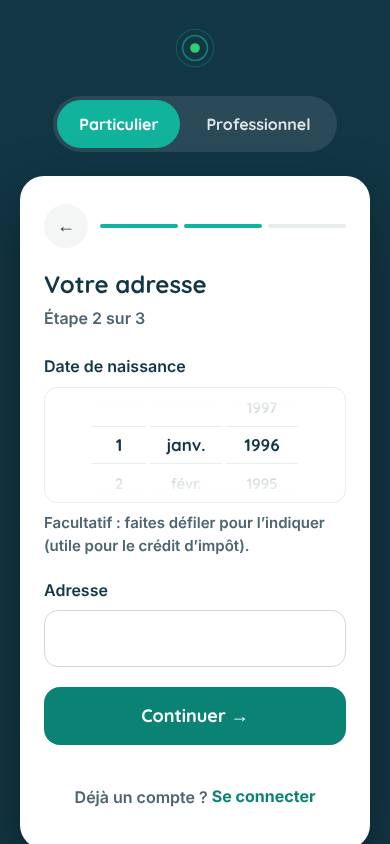 Particulier Professionnel
←
Votre adresse
Étape 2 sur 3
Date de naissance
1997
1 janv. 1996
2 févr. 1995
Facultatif : faites défiler pour l’indiquer
(utile pour le crédit d’impôt).
Adresse
Continuer →
Déjà un compte ? Se connecter